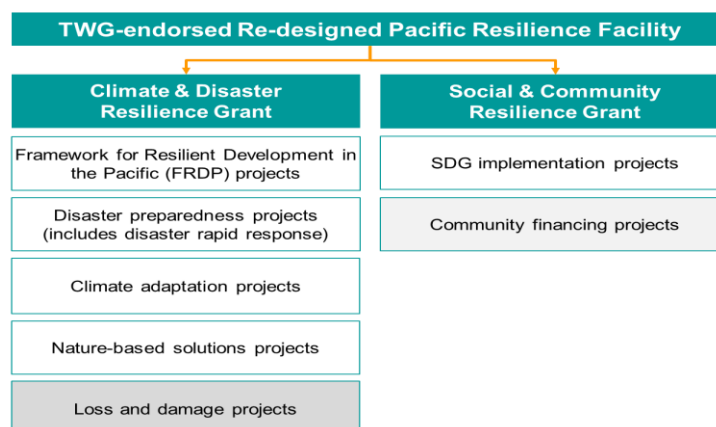 TWG-endorsed Re-designed Pacific Resilience Facility
Climate & Disaster
Resilience Grant
Framework for Resilient Development in
the Pacific (FRDP) projects
Disaster preparedness projects
(includes disaster rapid response)
Climate adaptation projects
Nature-based solutions projects
Loss and damage projects
Social & Community
Resilience Grant
SDG implementation projects
Community financing projects